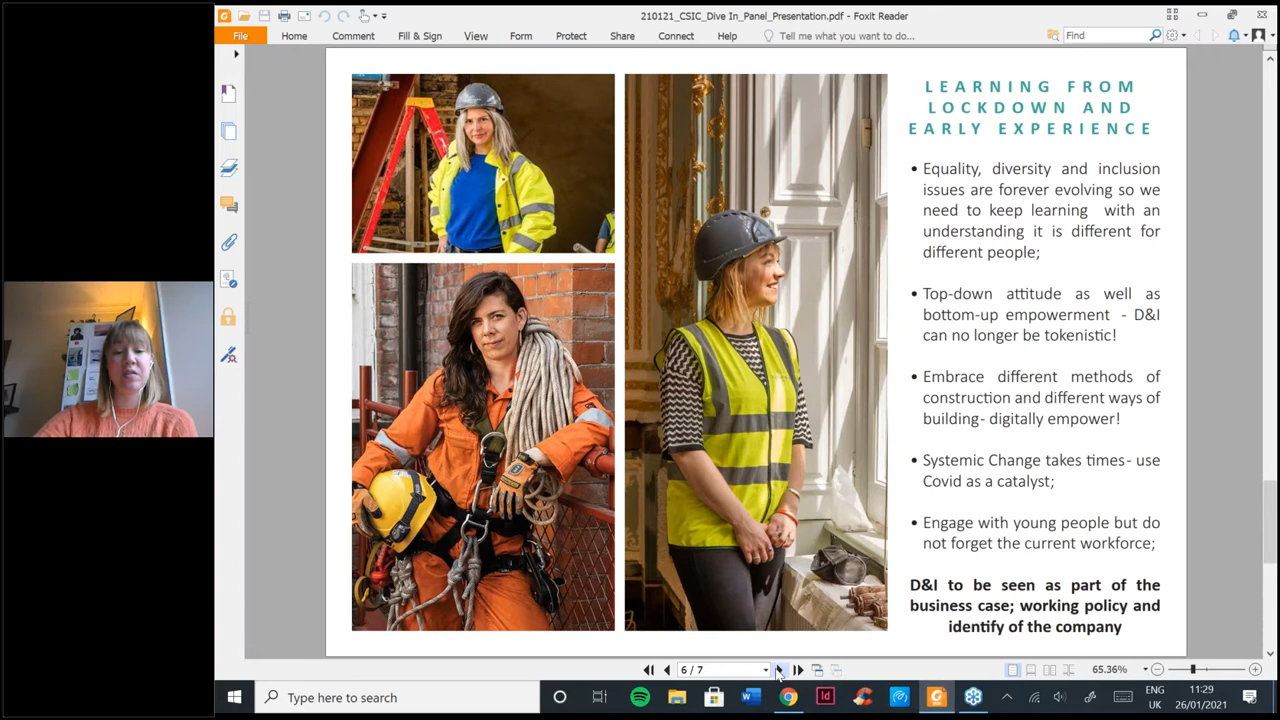 210121_CSIC_Dive In_Panel_Presentation.pdf - Foxit Reader
File Home Comment Fill & Sign View Form Protect Share Connect Help Tell me what you want to do... Find
LEARNING FROM
LOCKDOWN AND
EARLY EXPERIENCE
• Equality, diversity and inclusion
issues are forever evolving so we
need to keep learning with an
understanding it is different for
different people;
• Top-down attitude as well as
bottom-up empowerment - D&I
can no longer be tokenistic!
• Embrace different methods of
construction and different ways of
building- digitally empower!
• Systemic Change takes times- use
Covid as a catalyst;
• Engage with young people but do
not forget the current workforce;
D&I to be seen as part of the
business case; working policy and
identify of the company
6 / 7
65.36%
Type here to search
Id
ENG
UK
11:29
26/01/2021